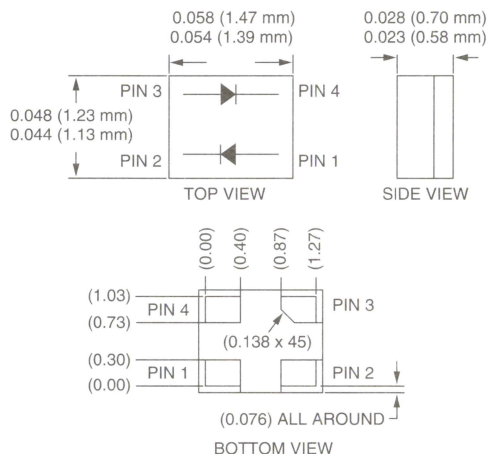 0.058 (1.47 mm)
0.054 (1.39 mm)
0.028 (0.70 mm)
0.023 (0.58 mm)
PIN 3
PIN 4
0.048 (1.23 mm)
0.044 (1.13 mm)
PIN 2
PIN 1
TOP VIEW
SIDE VIEW
(0.00)
(0.40)
(0.87)
(1.27)
(1.03)
PIN 4
PIN 3
(0.73)
(0.138 x 45)
(0.30)
PIN 1
PIN 2
(0.00)
(0.076) ALL AROUND
BOTTOM VIEW